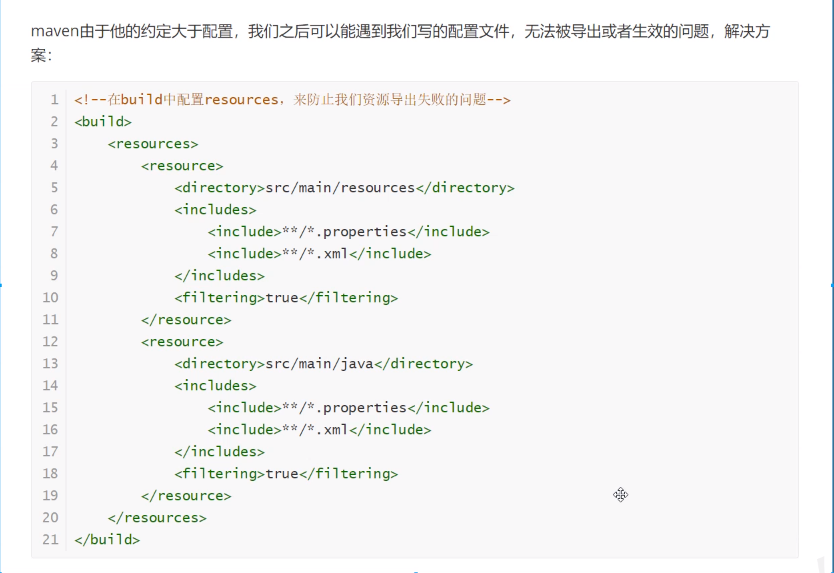 maven由于他的约定大于配置，我们之后可以能遇到我们写的配置文件，无法被导出或者生效的问题，解决方
案：
1 <!--在build中配置resources，来防止我们资源导出失败的问题-->
2 <build>
3     <resources>
4         <resource>
5             <directory>src/main/resources</directory>
6             <includes>
7                 <include>**/*.properties</include>
8                 <include>**/*.xml</include>
9             </includes>
10             <filtering>true</filtering>
11         </resource>
12         <resource>
13             <directory>src/main/java</directory>
14             <includes>
15                 <include>**/*.properties</include>
16                 <include>**/*.xml</include>
17             </includes>
18             <filtering>true</filtering>
19         </resource>
20     </resources>
21 </build>